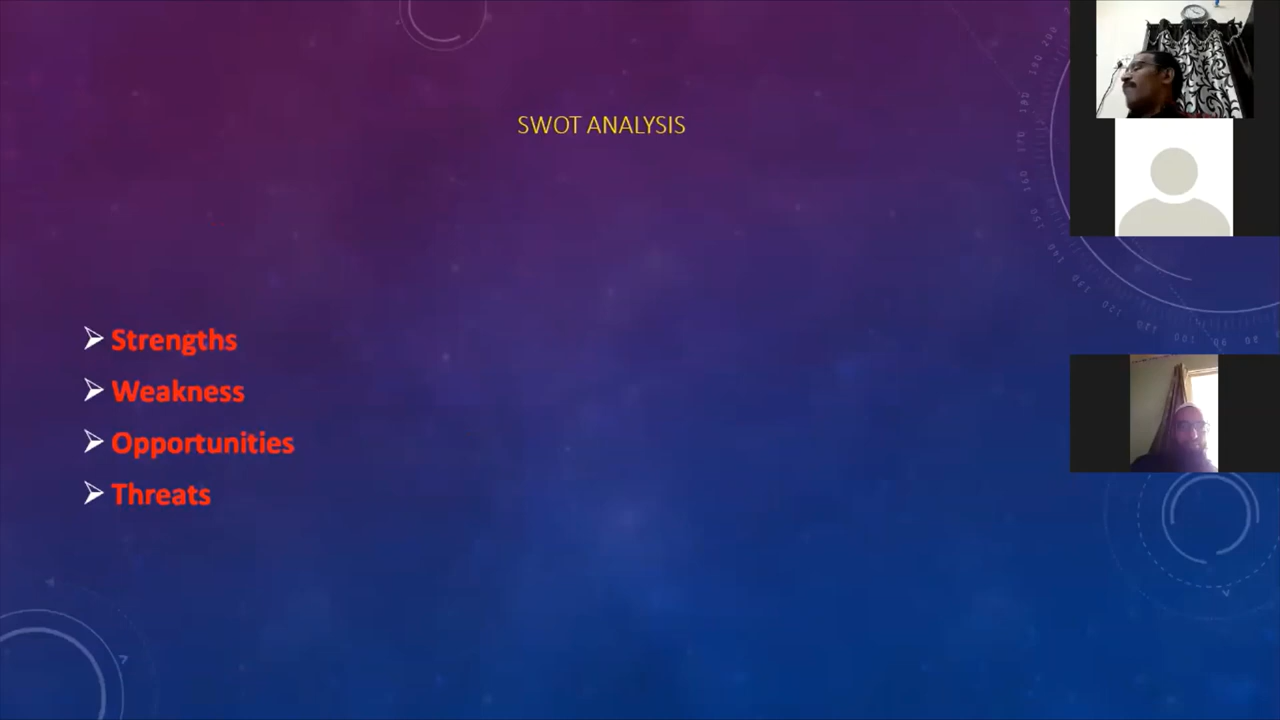 SWOT ANALYSIS
Strengths
Weakness
Opportunities
Threats